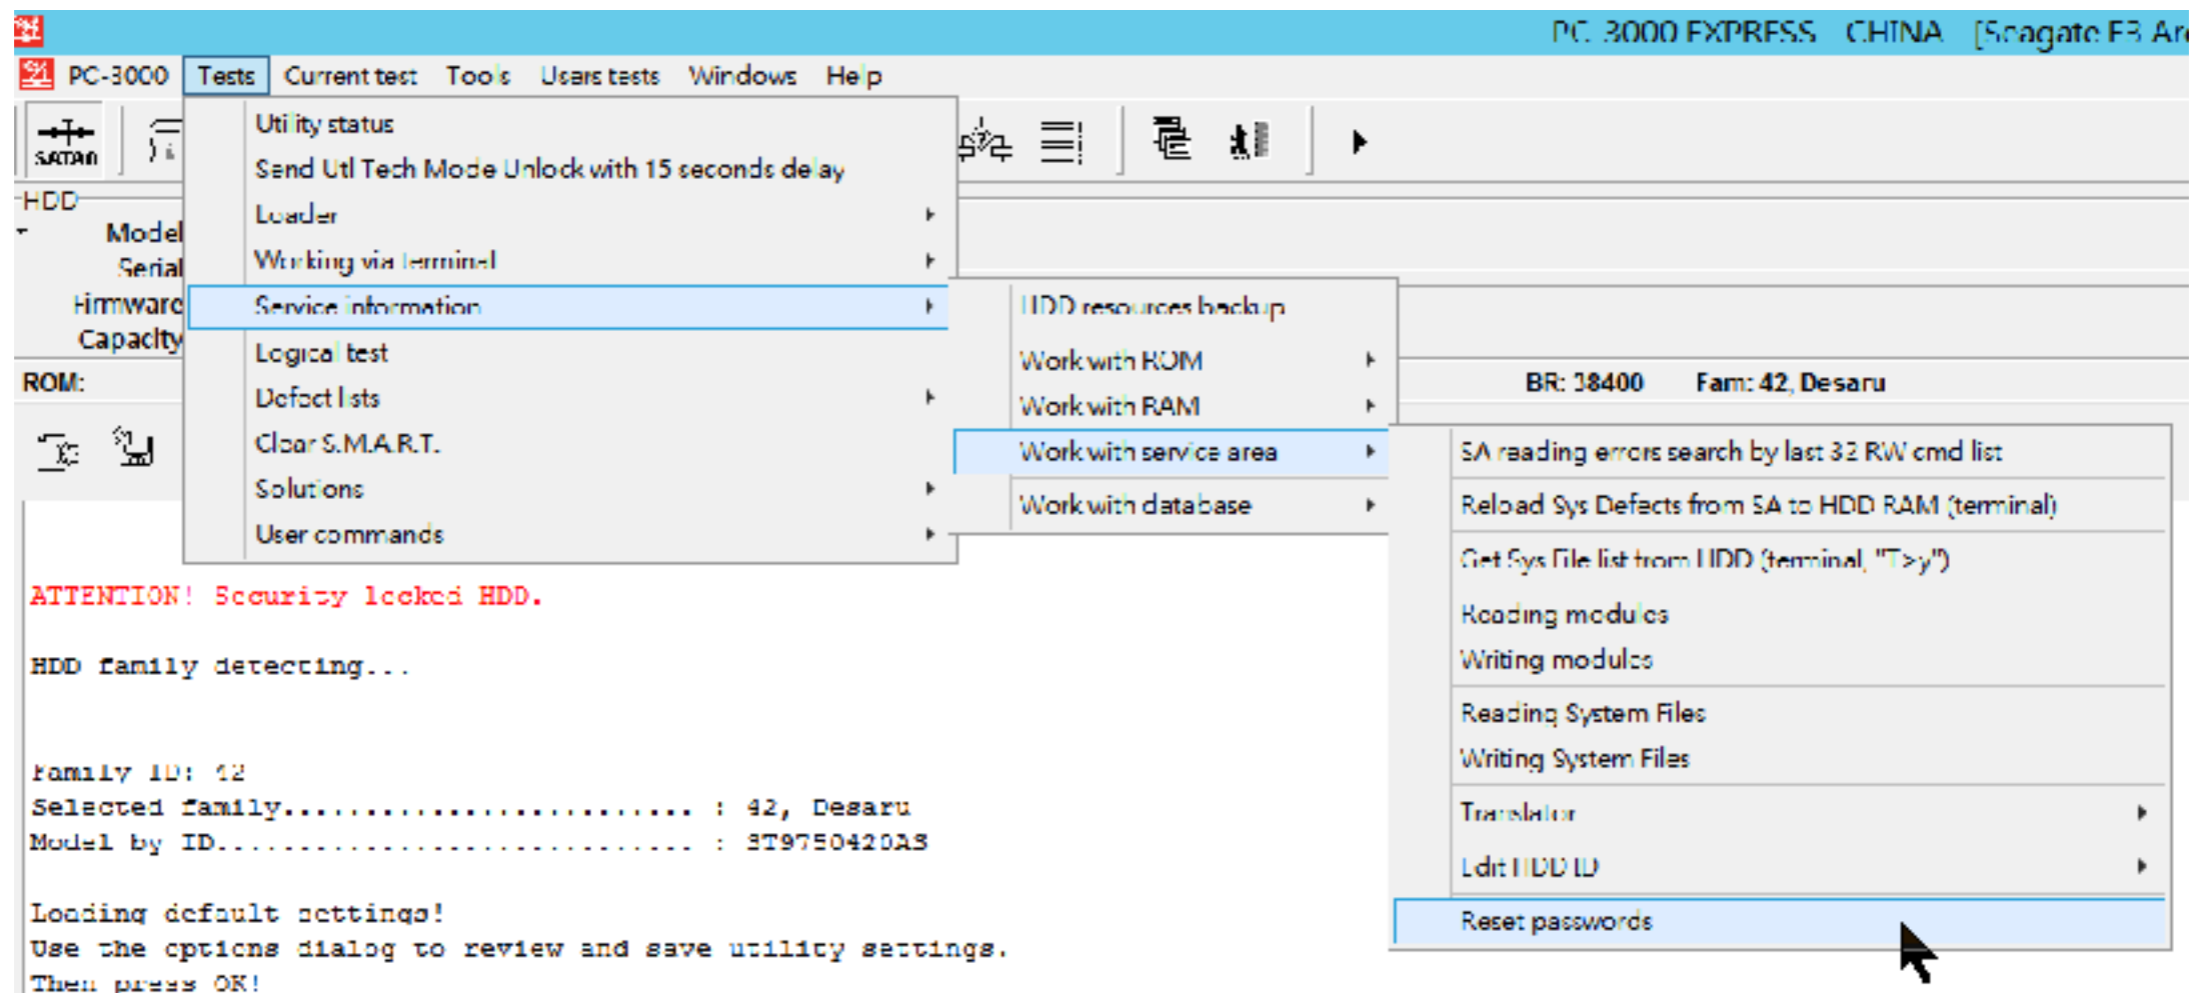 PC-3000 EXPRESS CHINA [Seagate F3 Arc
PC-3000 Tests Current test Tools Users tests Windows Help
SATA0
HDD
Model
Serial
Firmware
Capacity
ROM:
BR: 38400 Fam: 42, Desaru
Utility status
Send Utl Tech Mode Unlock with 15 seconds delay
Loader
Working via terminal
Service information
Logical test
Defect lists
Clear S.M.A.R.T.
Solutions
User commands
HDD resources backup
Work with ROM
Work with RAM
Work with service area
Work with database
SA reading errors search by last 32 RW cmd list
Reload Sys Defects from SA to HDD RAM (terminal)
Get Sys File list from HDD (terminal, "T>y")
Reading modules
Writing modules
Reading System Files
Writing System Files
Translator
Edit HDD ID
Reset passwords
ATTENTION! Security locked HDD.
HDD family detecting...
Family ID: 42
Selected family......................... : 42, Desaru
Model by ID............................. : ST9750420AS
Loading default settings!
Use the options dialog to review and save utility settings.
Then press OK!